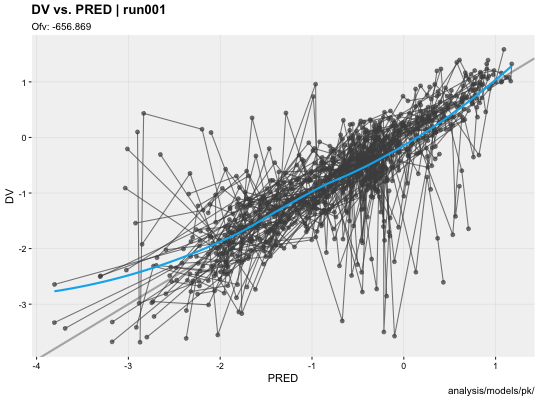 DV vs. PRED | run001
Ofv: -656.869
1
0
-1
-2
-3
DV
-4 -3 -2 -1 0 1
PRED
analysis/models/pk/